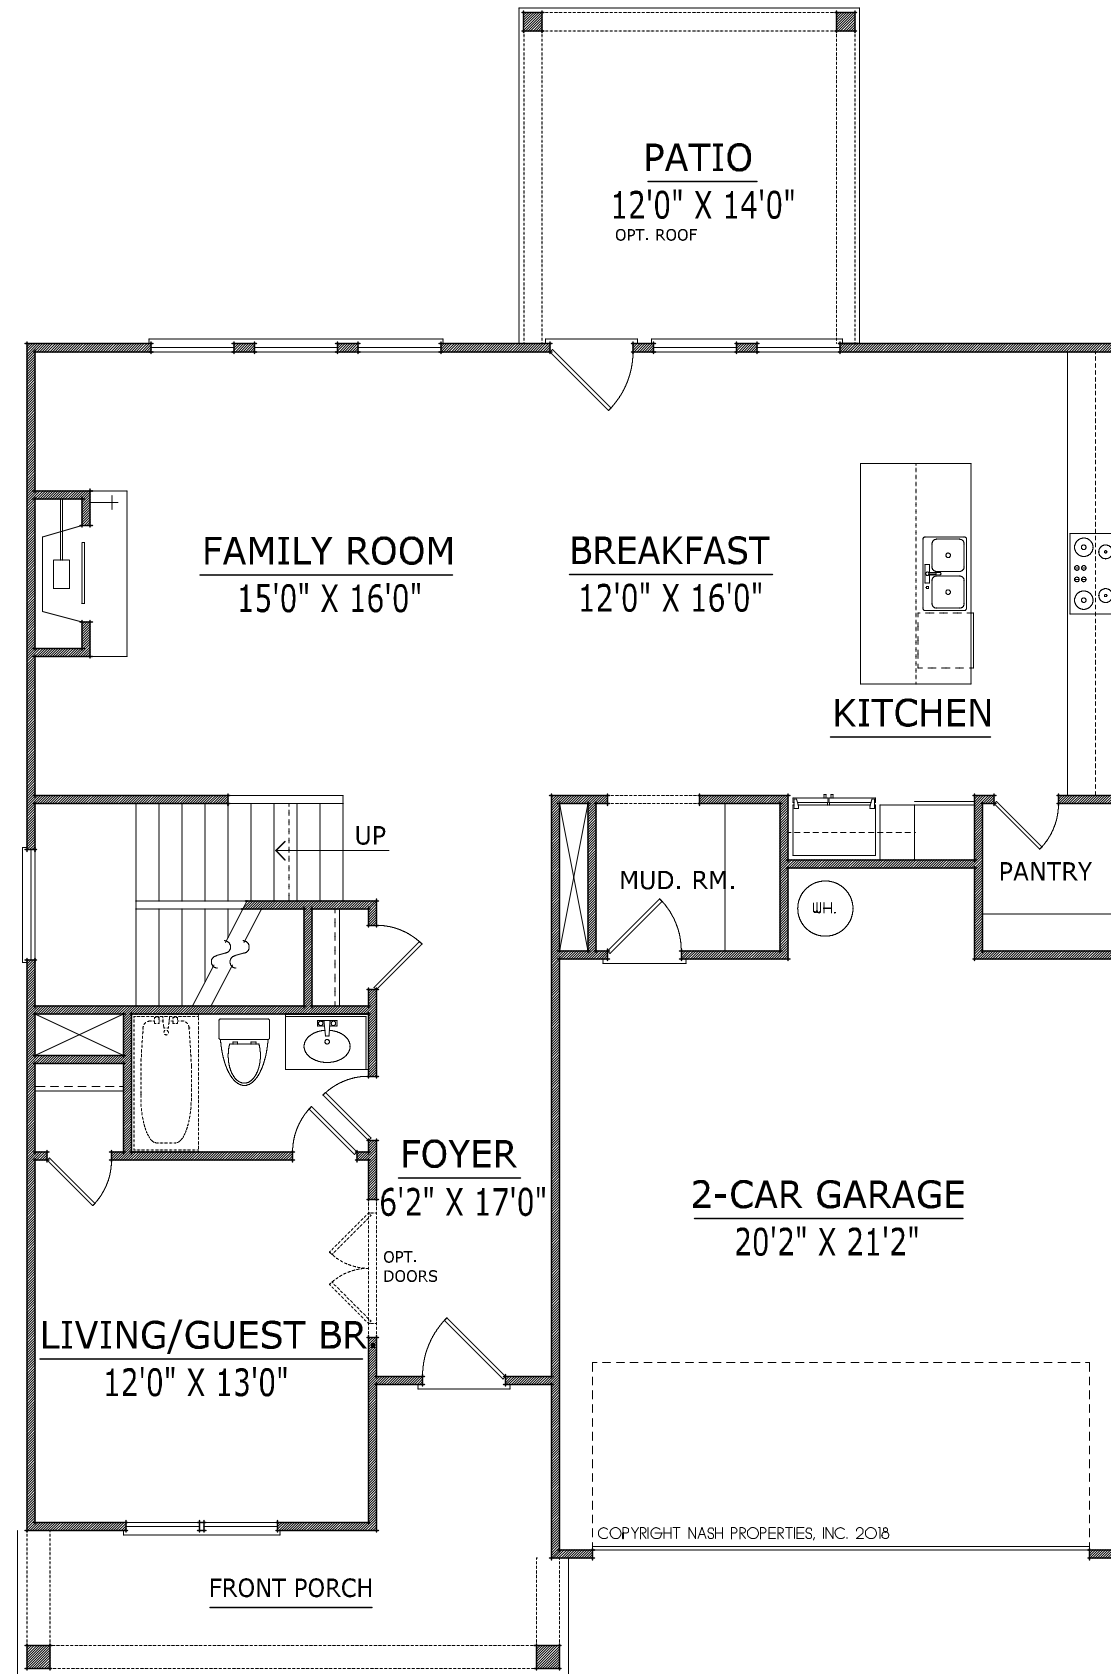 PATIO
12'0" X 14'0"
OPT. ROOF
FAMILY ROOM
15'0" X 16'0"
BREAKFAST
12'0" X 16'0"
KITCHEN
UP
MUD. RM.
PANTRY
WH.
FOYER
6'2" X 17'0"
2-CAR GARAGE
20'2" X 21'2"
OPT.
DOORS
LIVING/GUEST BR.
12'0" X 13'0"
COPYRIGHT NASH PROPERTIES, INC. 2018
FRONT PORCH